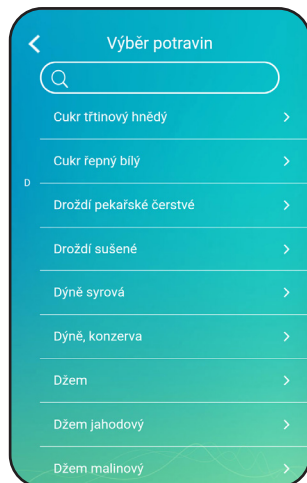 Výběr potravin
Cukr třtinový hnědý
Cukr řepný bílý
D
Droždí pekařské čerstvé
Droždí sušené
Dýně syrová
Dýně, konzerva
Džem
Džem jahodový
Džem malinový